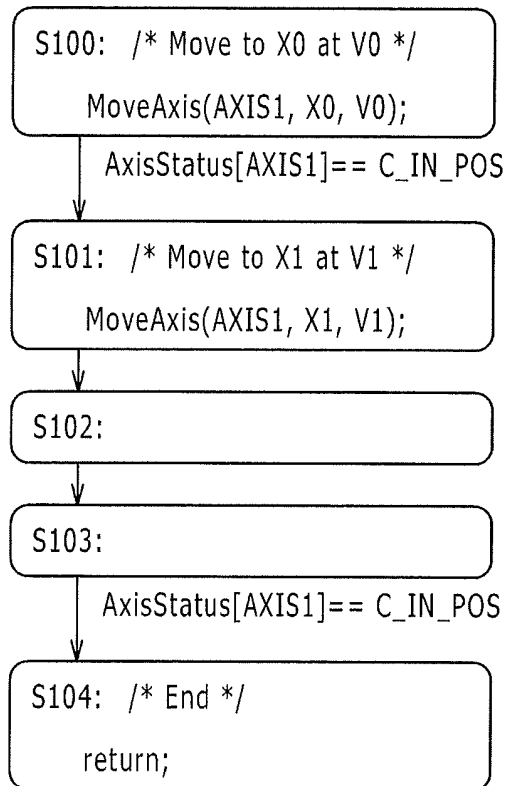 S100: /* Move to X0 at V0 */
MoveAxis(AXIS1, X0, V0);
AxisStatus[AXIS1]== C_IN_POS
S101: /* Move to X1 at V1 */
MoveAxis(AXIS1, X1, V1);
S102:
S103:
AxisStatus[AXIS1]== C_IN_POS
S104: /* End */
return;